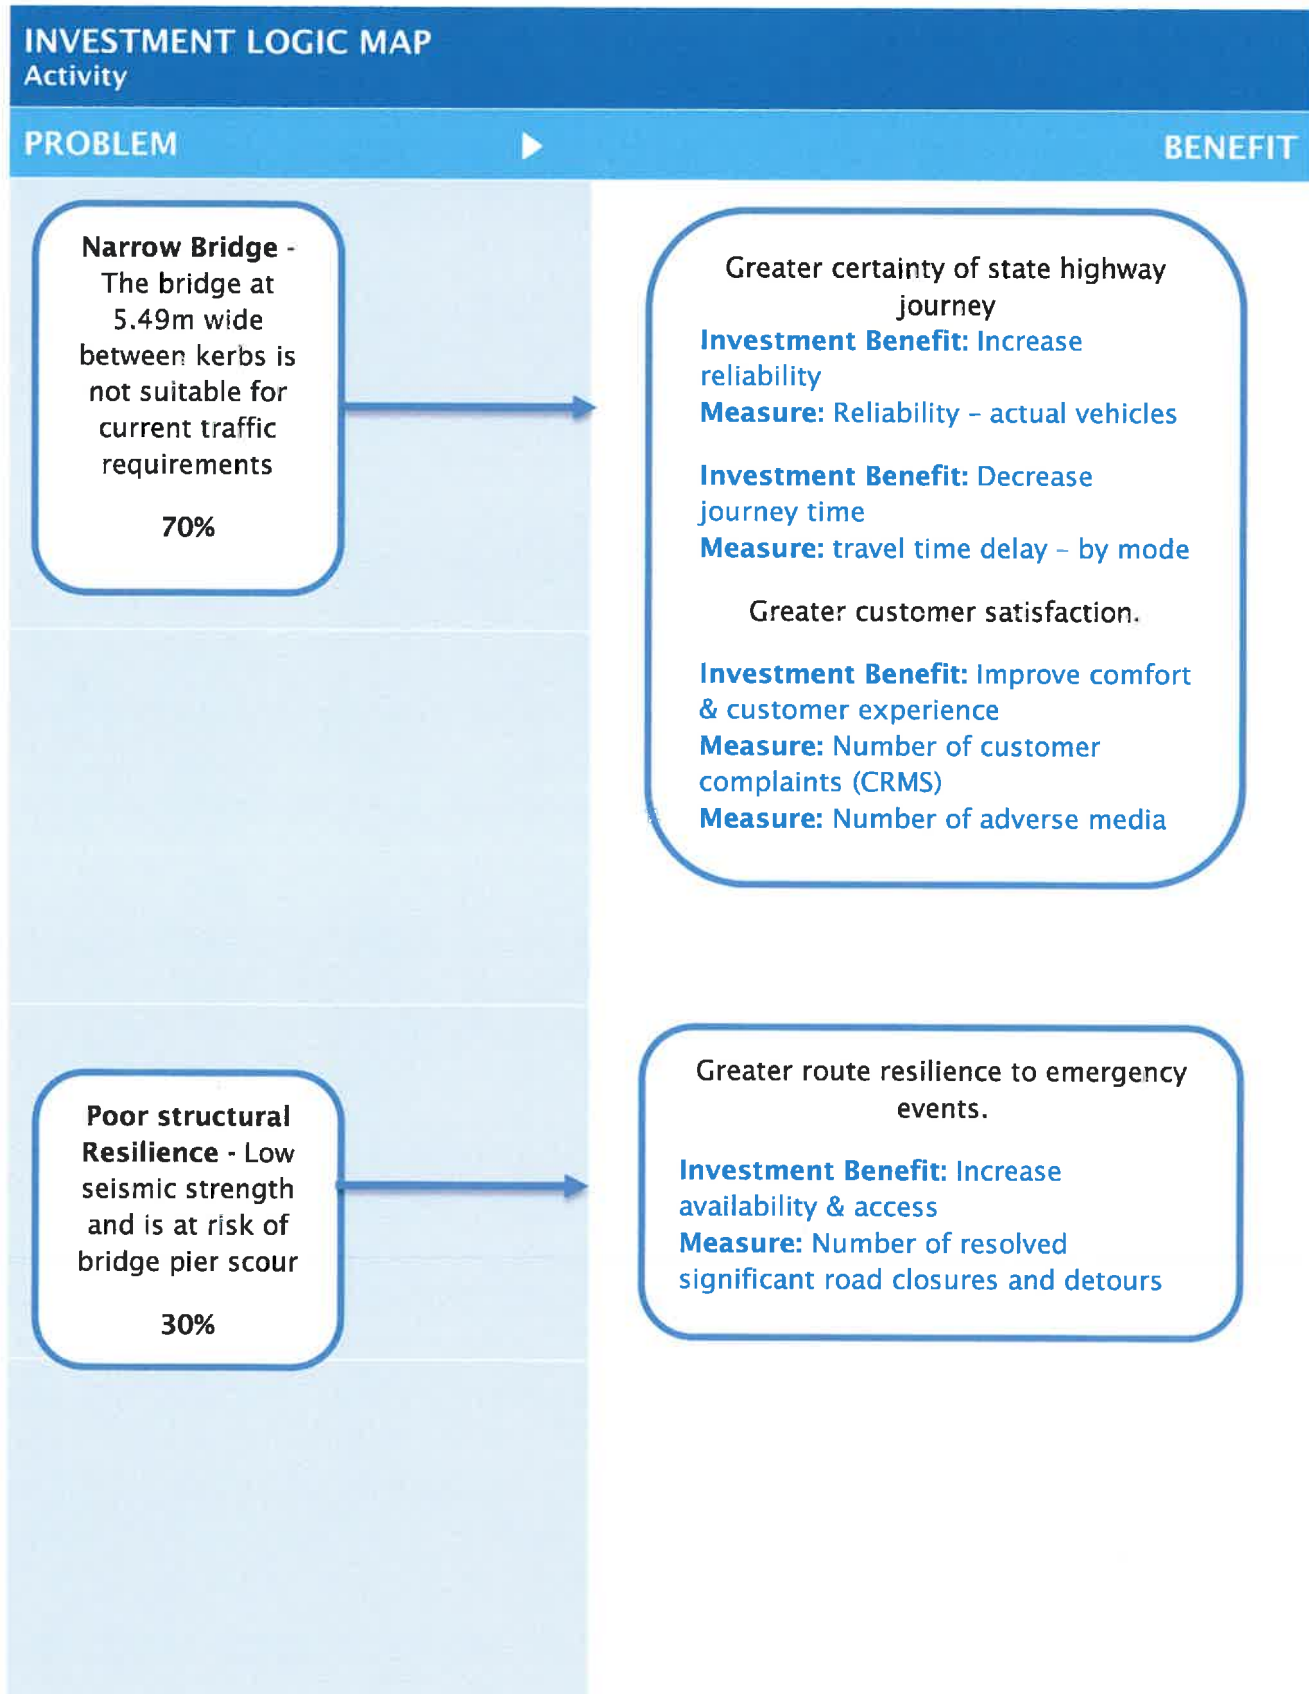 INVESTMENT LOGIC MAP
Activity
PROBLEM
BENEFIT
Narrow Bridge -
The bridge at
5.49m wide
between kerbs is
not suitable for
current traffic
requirements
70%
Greater certainty of state highway
journey
Investment Benefit: Increase
reliability
Measure: Reliability – actual vehicles
Investment Benefit: Decrease
journey time
Measure: travel time delay – by mode
Greater customer satisfaction.
Investment Benefit: Improve comfort
& customer experience
Measure: Number of customer
complaints (CRMS)
Measure: Number of adverse media
Poor structural
Resilience - Low
seismic strength
and is at risk of
bridge pier scour
30%
Greater route resilience to emergency
events.
Investment Benefit: Increase
availability & access
Measure: Number of resolved
significant road closures and detours